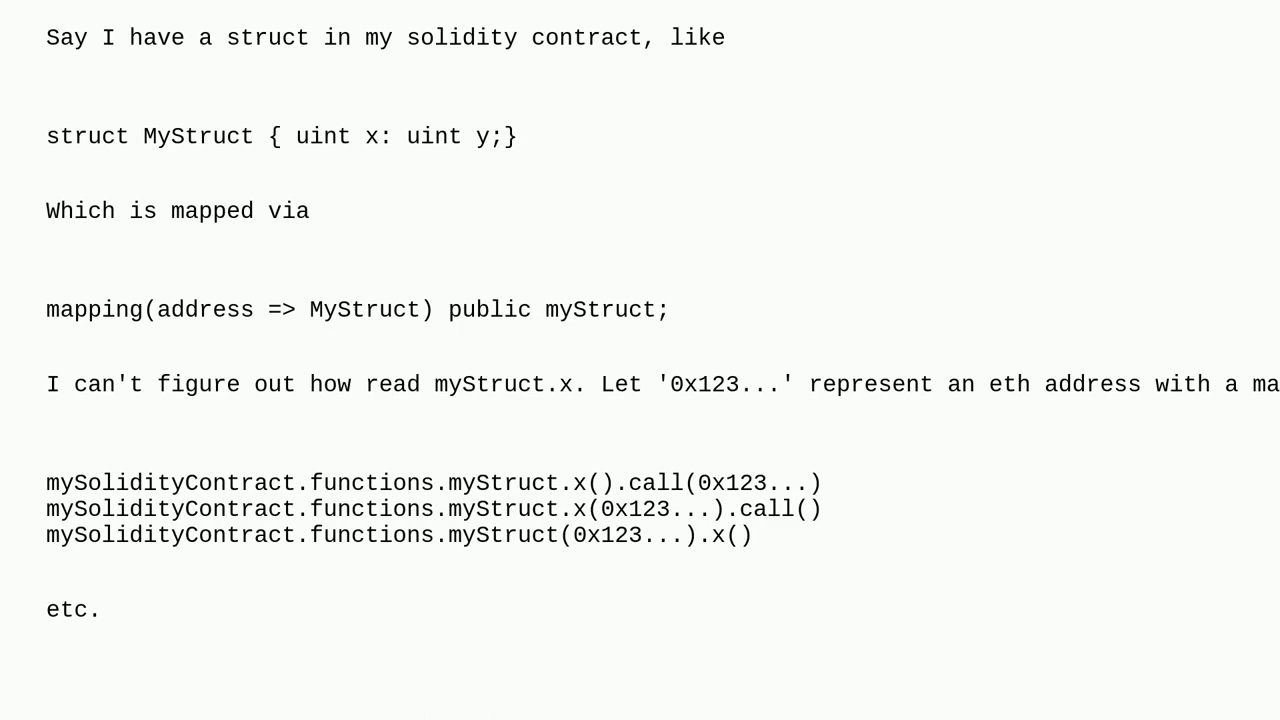 Say I have a struct in my solidity contract, like
struct MyStruct { uint x: uint y;}
Which is mapped via
mapping(address => MyStruct) public myStruct;
I can't figure out how read myStruct.x. Let '0x123...' represent an eth address with a ma
mySolidityContract.functions.myStruct.x().call(0x123...)
mySolidityContract.functions.myStruct.x(0x123...).call()
mySolidityContract.functions.myStruct(0x123...).x()
etc.